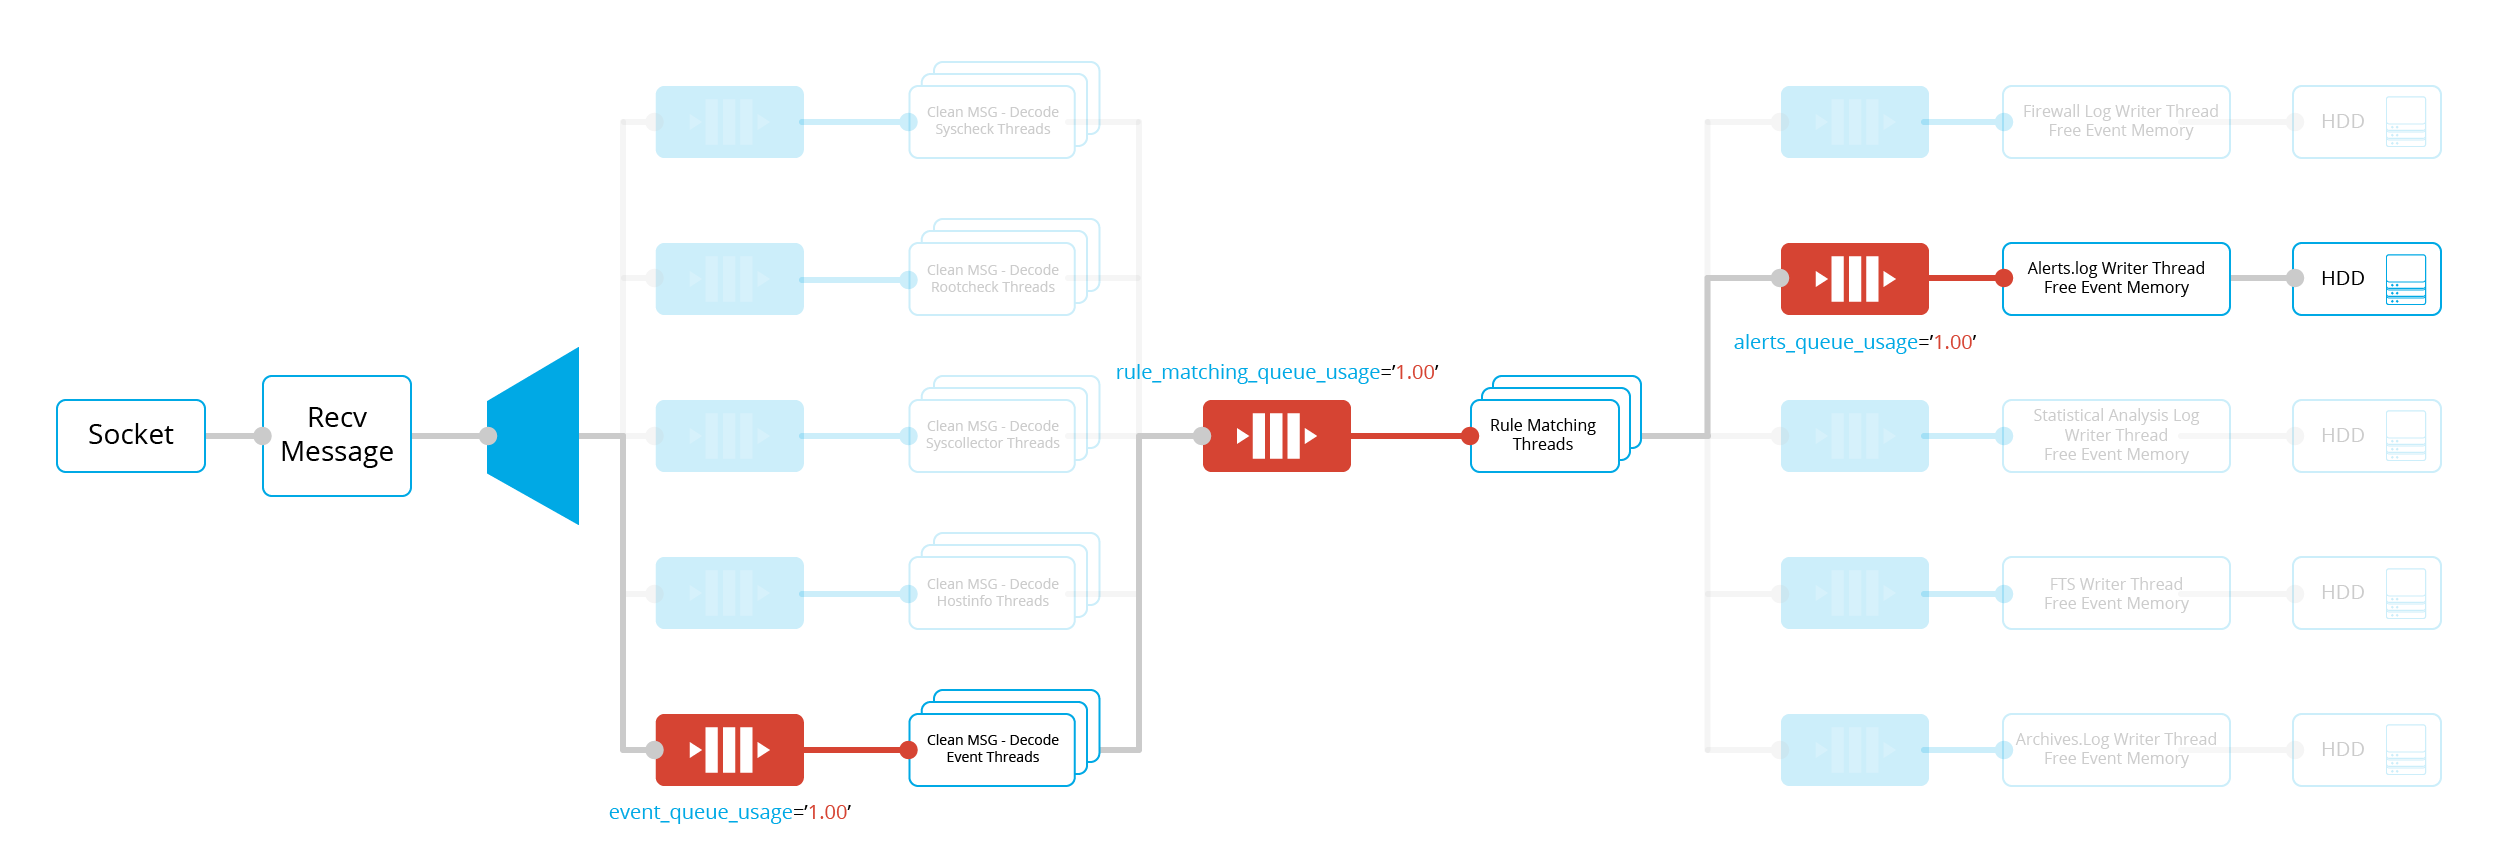 Socket
Recv
Message
Clean MSG - Decode
Syscheck Threads
Clean MSG - Decode
Rootcheck Threads
Clean MSG - Decode
Syscollector Threads
Clean MSG - Decode
Hostinfo Threads
Clean MSG - Decode
Event Threads
event_queue_usage=’1.00’
rule_matching_queue_usage=’1.00’
Rule Matching
Threads
Firewall Log Writer Thread
Free Event Memory
HDD
Alerts.log Writer Thread
Free Event Memory
HDD
alerts_queue_usage=’1.00’
Statistical Analysis Log
Writer Thread
Free Event Memory
HDD
FTS Writer Thread
Free Event Memory
HDD
Archives.Log Writer Thread
Free Event Memory
HDD